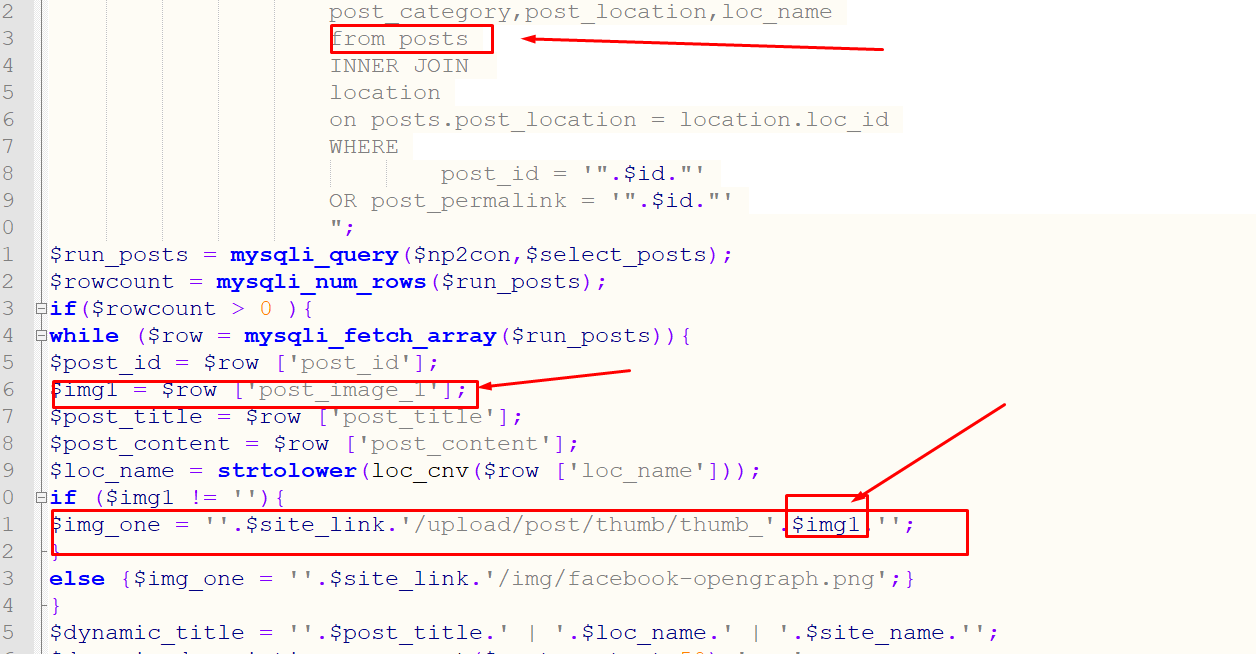 2 post_category,post_location,loc_name
3 from posts
4 INNER JOIN
5 location
6 on posts.post_location = location.loc_id
7 WHERE
8 post_id = '".$id."'
9 OR post_permalink = '".$id."'
0 ";
1 $run_posts = mysqli_query($np2con,$select_posts);
2 $rowcount = mysqli_num_rows($run_posts);
3 if($rowcount > 0 ){
4 while ($row = mysqli_fetch_array($run_posts)){
5 $post_id = $row ['post_id'];
6 $img1 = $row ['post_image_1'];
7 $post_title = $row ['post_title'];
8 $post_content = $row ['post_content'];
9 $loc_name = strtolower(loc_cnv($row ['loc_name']));
0 if ($img1 != ''){
1 $img_one = ''.$site_link.'/upload/post/thumb/thumb_'.$img1.'';
2 }
3 else {$img_one = ''.$site_link.'/img/facebook-opengraph.png';}
4 }
5 $dynamic_title = ''.$post_title.' | '.$loc_name.' | '.$site_name.'';